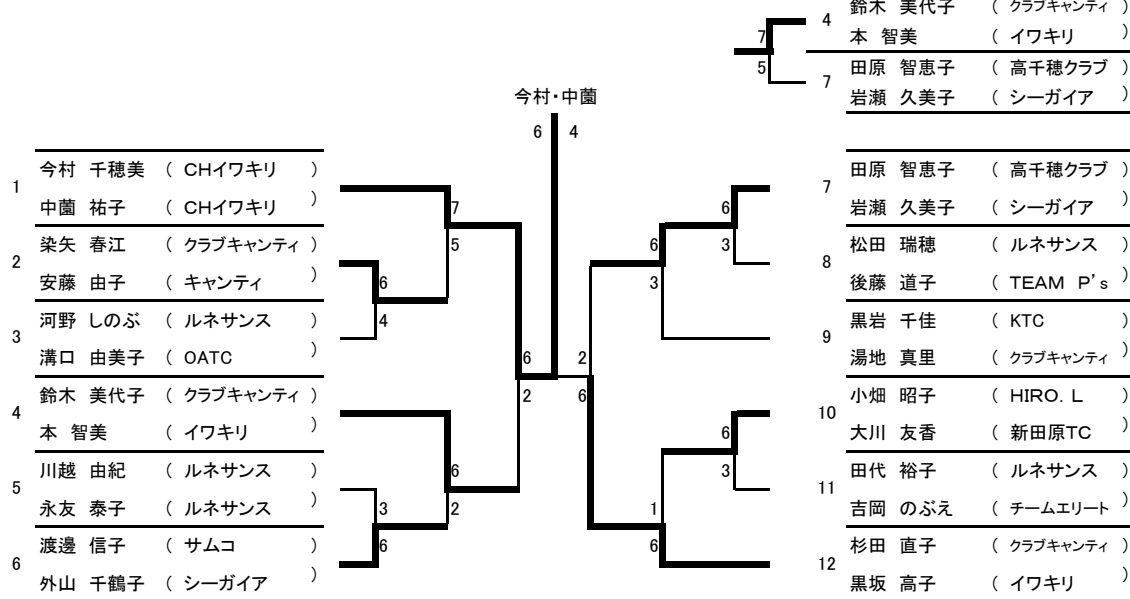 鈴木 美代子 ( クラブキャンティ )
4
本 智美 ( イワキリ )
7
5
田原 智恵子 ( 高千穂クラブ )
7
岩瀬 久美子 ( シーガイア )
今村・中薗
6 4
今村 千穂美 ( CHイワキリ )
1
中薗 祐子 ( CHイワキリ )
7
染矢 春江 ( クラブキャンティ )
5
2
安藤 由子 ( キャンティ )
6
河野 しのぶ ( ルネサンス )
4
3
溝口 由美子 ( OATC )
6
鈴木 美代子 ( クラブキャンティ )
2
4
本 智美 ( イワキリ )
川越 由紀 ( ルネサンス )
6
5
永友 泰子 ( ルネサンス )
3 2
渡邊 信子 ( サムコ )
6
6
外山 千鶴子 ( シーガイア )
田原 智恵子 ( 高千穂クラブ )
7
岩瀬 久美子 ( シーガイア )
6
松田 瑞穂 ( ルネサンス )
6 3
8
後藤 道子 ( TEAM P's )
3
黒岩 千佳 ( KTC )
9
湯地 真里 ( クラブキャンティ )
2
小畑 昭子 ( HIRO.L )
6
10
大川 友香 ( 新田原TC )
6
田代 裕子 ( ルネサンス )
3
11
吉岡 のぶえ ( チームエリート )
1
杉田 直子 ( クラブキャンティ )
6
12
黒坂 高子 ( イワキリ )